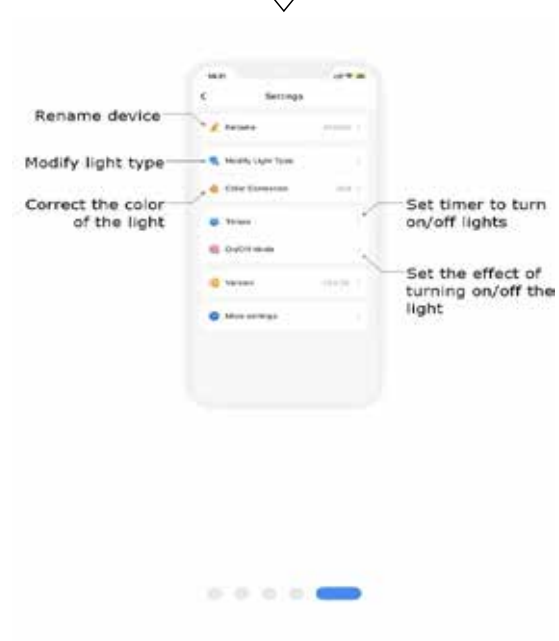 Settings
Rename device
Rename
Modify light type
Modify Light Type
Correct the color
of the light
Color Correction
Set timer to turn
on/off lights
Timer
On/Off Mode
Set the effect of
turning on/off the
light
Version
More settings